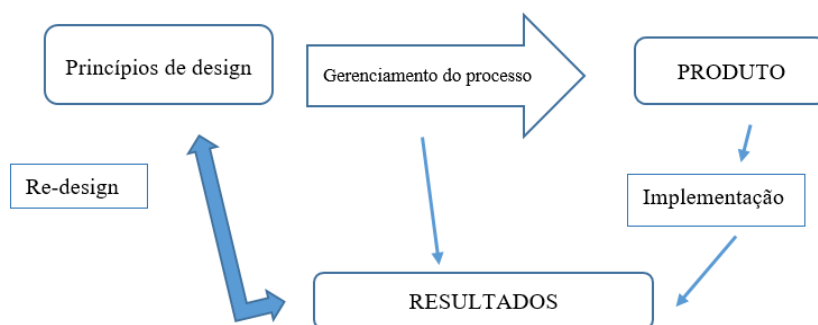 Princípios de design
Gerenciamento do processo
PRODUTO
Re-design
Implementação
RESULTADOS